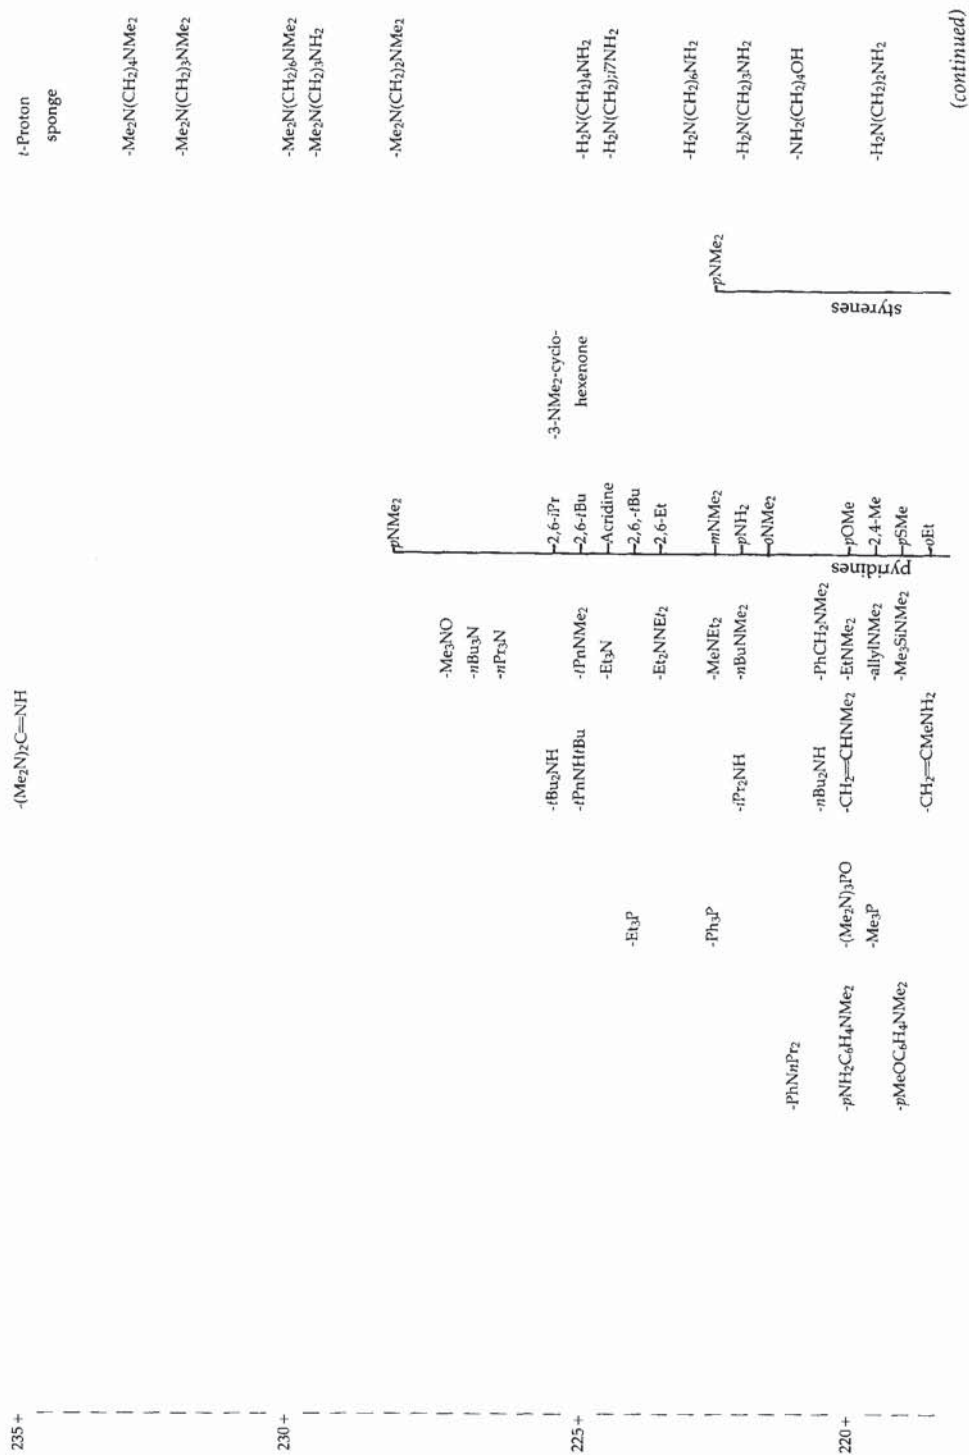 235+
-(Me2N)2C=NH
t-Proton
sponge
-Me2N(CH2)4NMe2
-Me2N(CH2)3NMe2
230+
-Me2N(CH2)6NMe2
-Me2N(CH2)3NH2
pNMe2
-Me2N(CH2)2NMe2
-Me3NO
-nBu3N
-nPr3N
225+
-tBu2NH
-2,6-iPr
-3-NMe2-cyclo-
hexenone
-tPnNHtBu
-tPnNMe2
-2,6-tBu
-H2N(CH2)4NH2
-Et3N
-Acridine
-H2N(CH2);i7NH2
-Et3P
-2,6,-tBu
-Et2NNEt2
-2,6-Et
-H2N(CH2)6NH2
-Ph3P
-MeNEt2
-mNMe2
-pNMe2
-iPr2NH
-nBuNMe2
-pNH2
-H2N(CH2)3NH2
-oNMe2
-PhNnPr2
-NH2(CH2)4OH
-nBu2NH
-PhCH2NMe2
220+
-pNH2C6H4NMe2
-(Me2N)3PO
-CH2=CHNMe2
-EtNMe2
pyridines
-pOMe
styrenes
-Me3P
-allylNMe2
-2,4-Me
-H2N(CH2)2NH2
-pMeOC6H4NMe2
-Me3SiNMe2
-pSMe
-CH2=CMeNH2
-oEt
(continued)